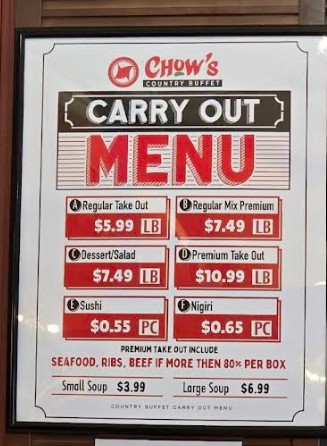 CHOW'S
COUNTRY BUFFET
CARRY OUT
MENU
A Regular Take Out
$5.99 LB
B Regular Mix Premium
$7.49 LB
C Dessert/Salad
$7.49 LB
D Premium Take Out
$10.99 LB
E Sushi
$0.55 PC
F Nigiri
$0.65 PC
PREMIUM TAKE OUT INCLUDE
SEAFOOD, RIBS, BEEF IF MORE THEN 80% PER BOX
Small Soup $3.99
Large Soup $6.99
COUNTRY BUFFET CARRY OUT MENU